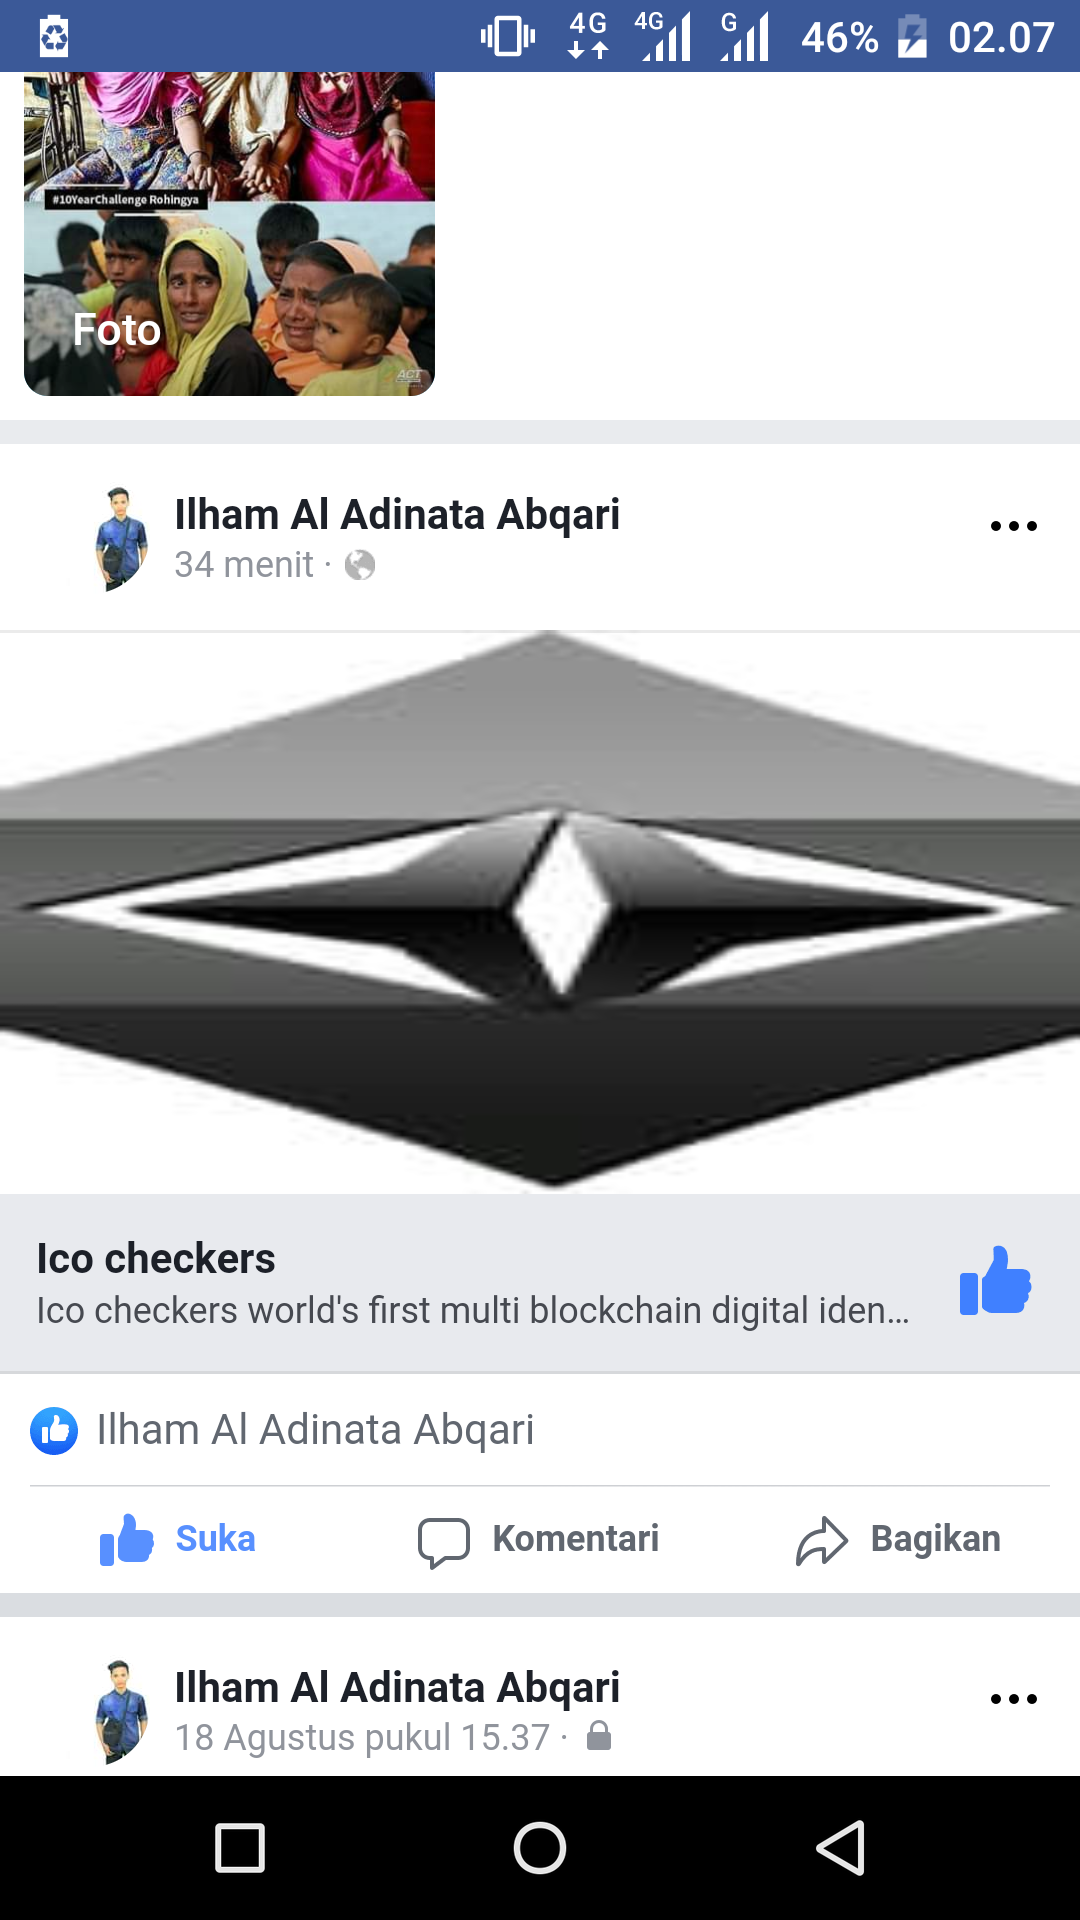 4G 4G G 46% 02.07
#10YearChallenge Rohingya
Foto
ACT
Ilham Al Adinata Abqari
34 menit ·
Ico checkers
Ico checkers world's first multi blockchain digital iden...
Ilham Al Adinata Abqari
Suka Komentari Bagikan
Ilham Al Adinata Abqari
18 Agustus pukul 15.37 ·